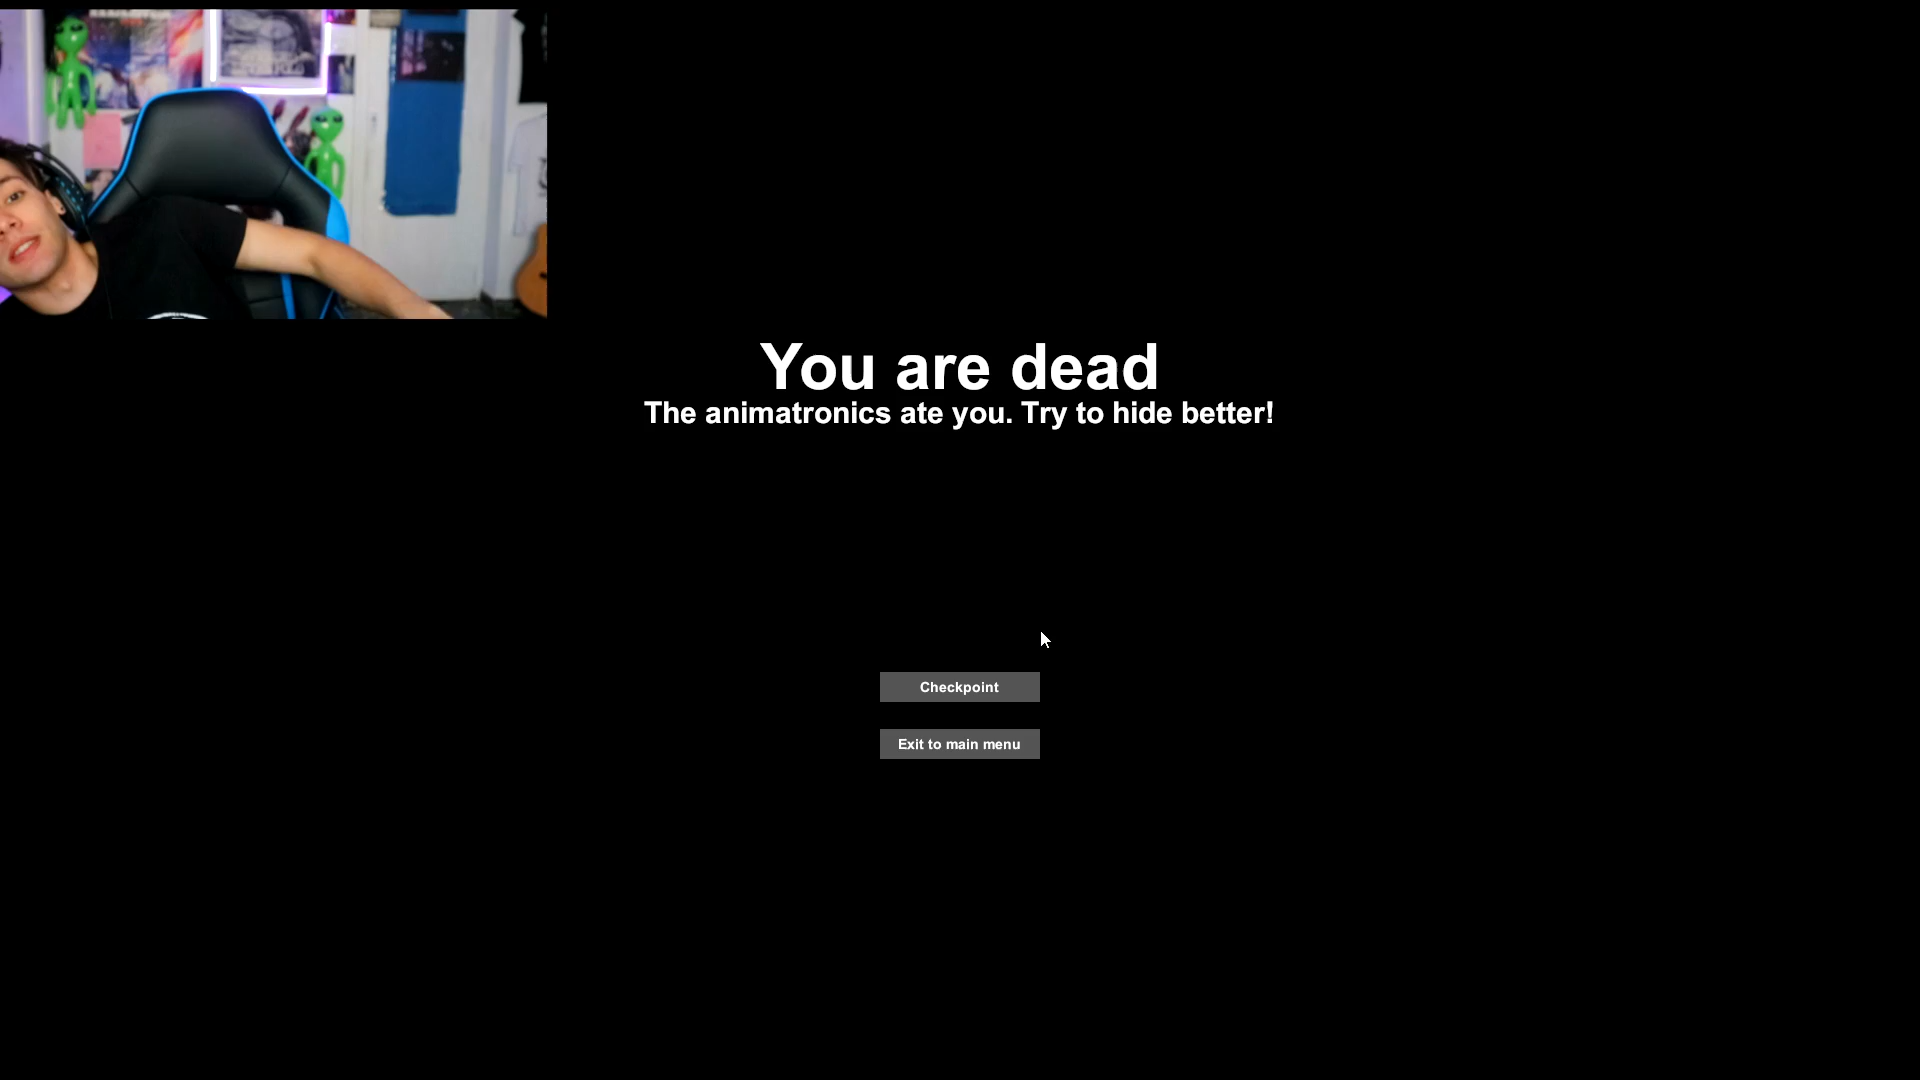 You are dead
The animatronics ate you. Try to hide better!
Checkpoint
Exit to main menu